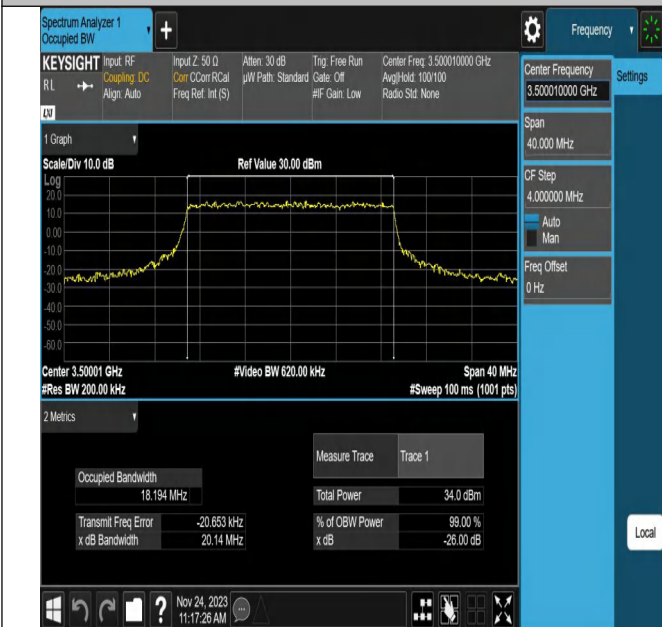 Spectrum Analyzer 1
Occupied BW
+
Frequency
KEYSIGHT
RL
LXI
Input: RF
Coupling: DC
Align: Auto
Input Z: 50 Ω
Corr CCorr RCal
Freq Ref: Int (S)
Atten: 30 dB
µW Path: Standard
Trig: Free Run
Gate: Off
#IF Gain: Low
Center Freq: 3.500010000 GHz
Avg|Hold: 100/100
Radio Std: None
Center Frequency
3.500010000 GHz
Settings
Span
40.000 MHz
CF Step
4.000000 MHz
Auto
Man
Freq Offset
0 Hz
1 Graph
Scale/Div 10.0 dB
Ref Value 30.00 dBm
Log
20.0
10.0
0.00
-10.0
-20.0
-30.0
-40.0
-50.0
-60.0
Center 3.50001 GHz
#Video BW 620.00 kHz
Span 40 MHz
#Res BW 200.00 kHz
#Sweep 100 ms (1001 pts)
2 Metrics
Measure Trace
Trace 1
Occupied Bandwidth
18.194 MHz
Total Power
34.0 dBm
Transmit Freq Error
-20.653 kHz
% of OBW Power
99.00 %
x dB Bandwidth
20.14 MHz
x dB
-26.00 dB
Local
?
Nov 24, 2023
11:17:26 AM